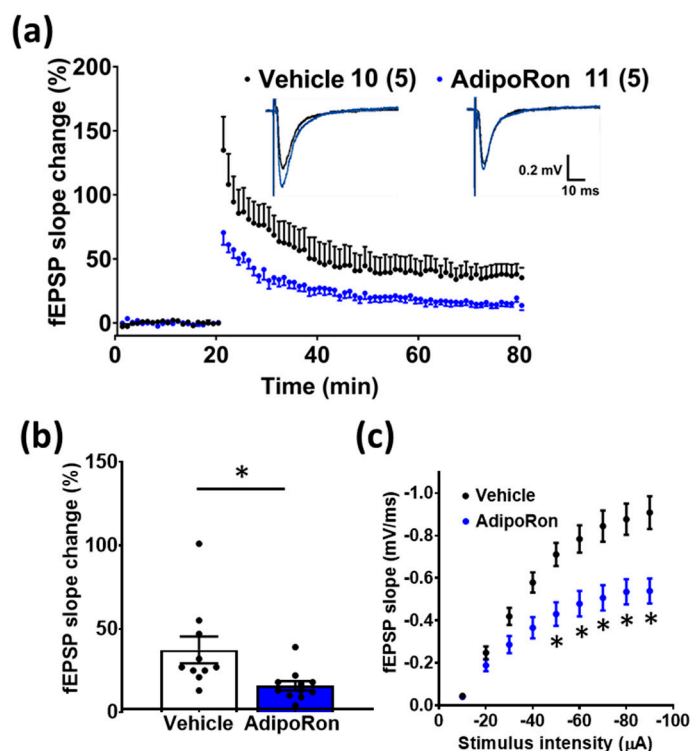 (a)
fEPSP slope change (%)
200
150
100
50
0
Vehicle 10 (5)
AdipoRon 11 (5)
0.2 mV
10 ms
0
20
40
60
80
Time (min)
(b)
fEPSP slope change (%)
150
100
50
0
*
Vehicle
AdipoRon
(c)
fEPSP slope (mV/ms)
-1.0
-0.8
-0.6
-0.4
-0.2
0.0
Vehicle
AdipoRon
* * * * *
-20
-40
-60
-80
-100
Stimulus intensity (μA)